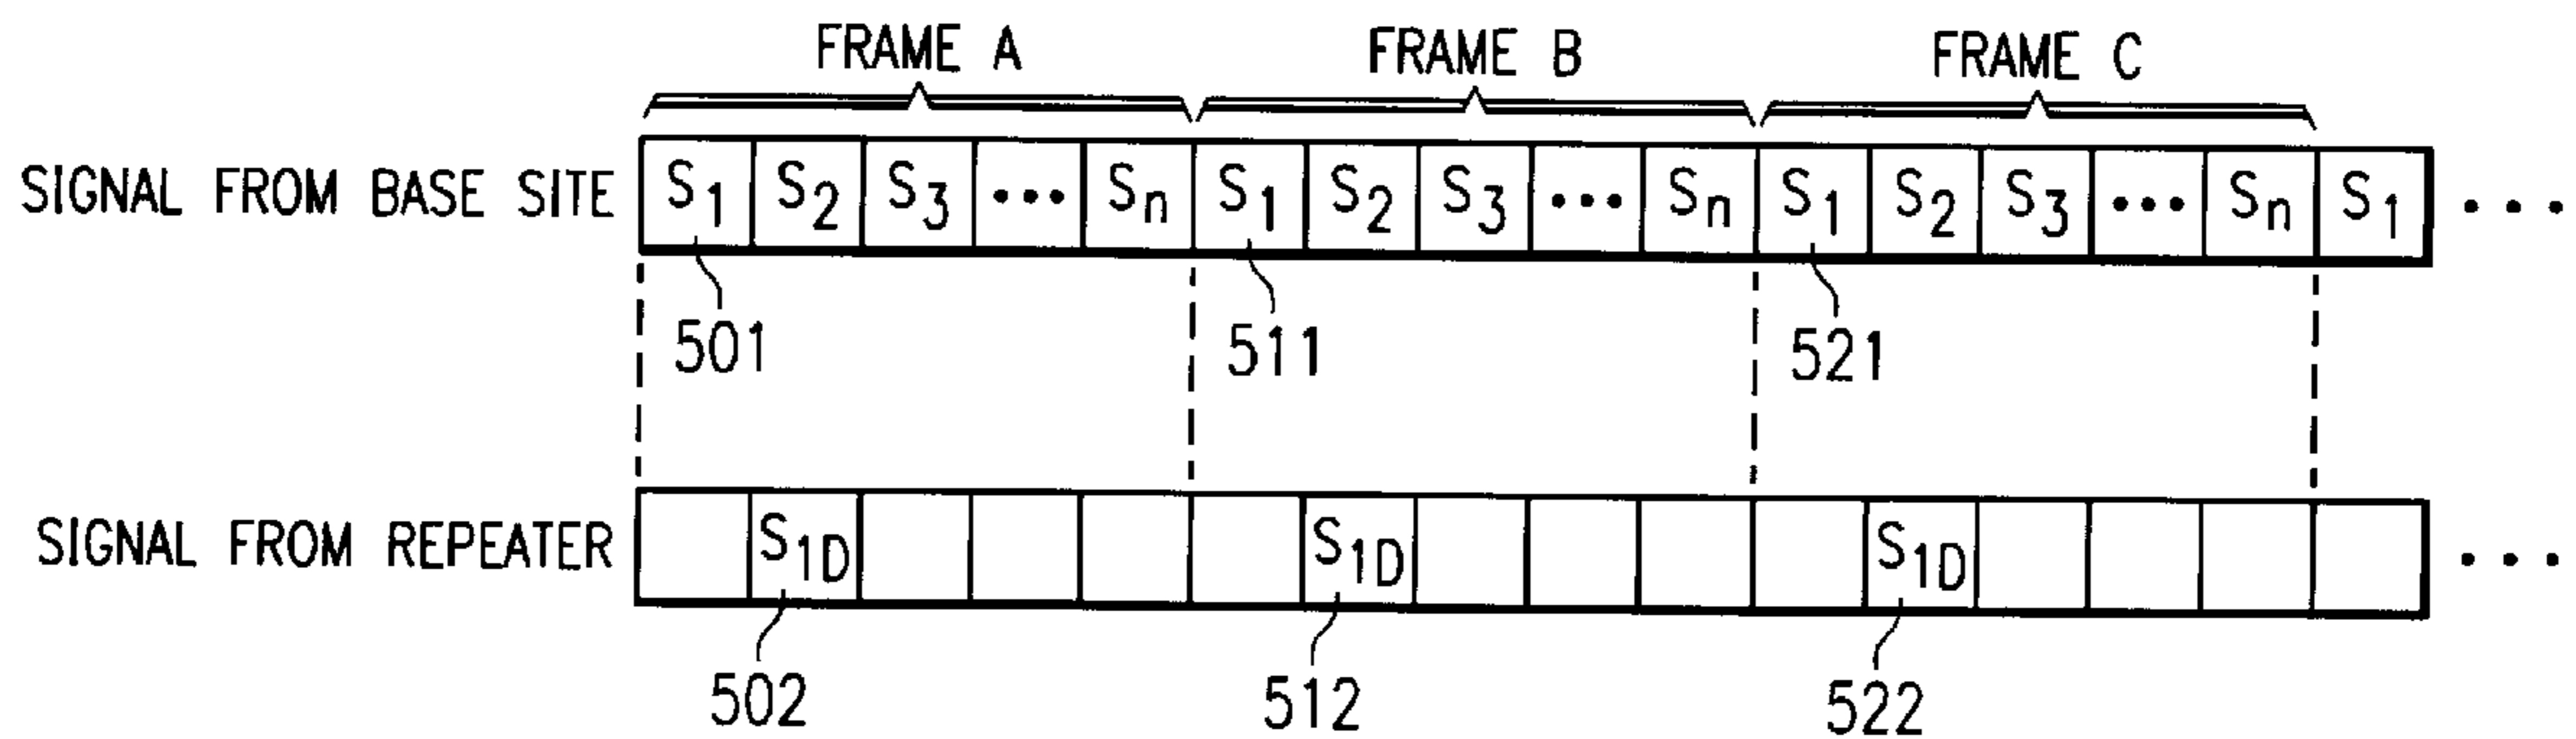 FRAME A FRAME B FRAME C
SIGNAL FROM BASE SITE S1 S2 S3 ••• Sn S1 S2 S3 ••• Sn S1 S2 S3 ••• Sn S1 • • •
501 511 521
SIGNAL FROM REPEATER S1D S1D S1D • • •
502 512 522